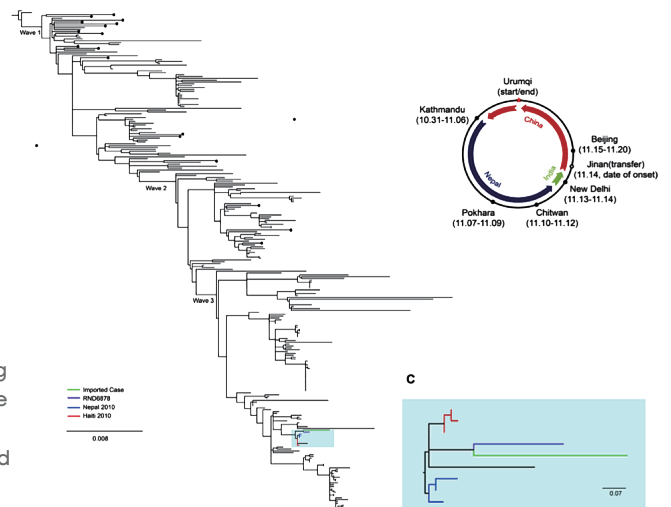 Wave 1
Urumqi
(start/end)
China
Kathmandu
(10.31-11.06)
Beijing
(11.15-11.20)
Jinan(transfer)
(11.14, date of onset)
India
Nepal
New Delhi
(11.13-11.14)
Wave 2
Pokhara
(11.07-11.09)
Chitwan
(11.10-11.12)
Wave 3
g
e
d
C
Imported Case
RND6878
Nepal 2010
Haiti 2010
0.008
0.07